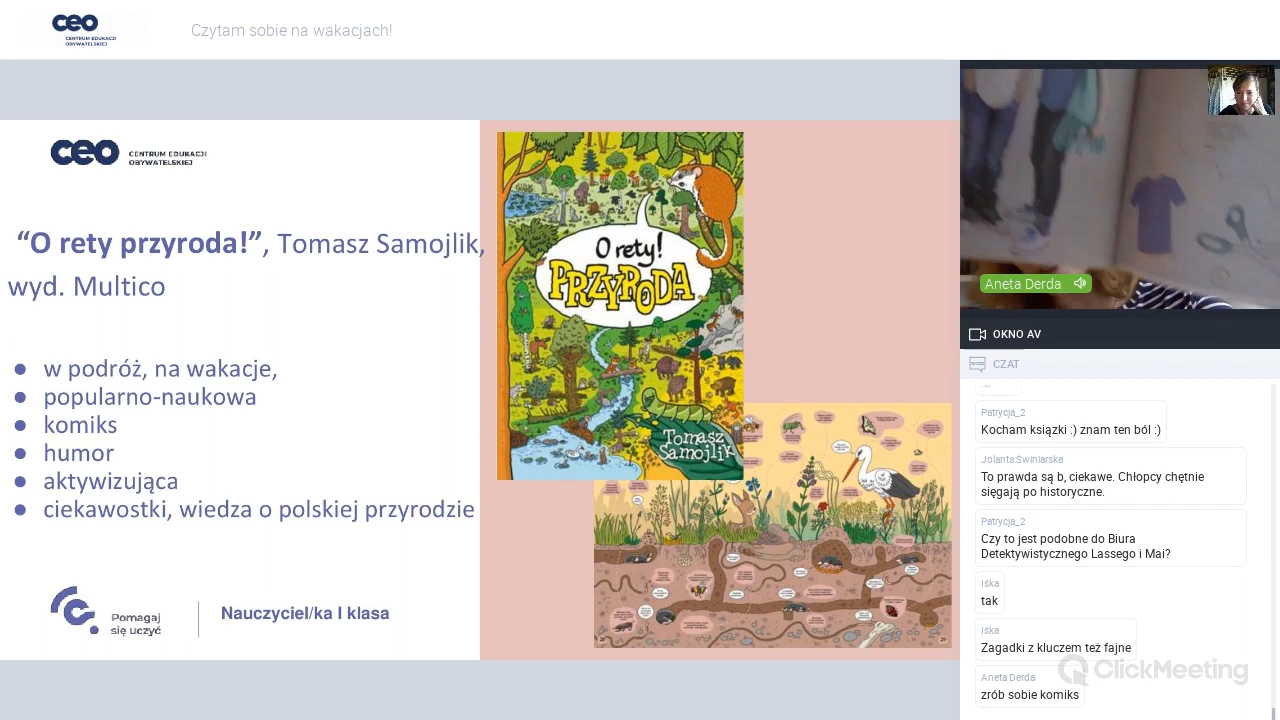 ceo
CENTRUM EDUKACJI
OBYWATELSKIEJ
Czytam sobie na wakacjach!
ceo
CENTRUM EDUKACJI
OBYWATELSKIEJ
“O rety przyroda!”, Tomasz Samojlik,
wyd. Multico
● w podróż, na wakacje,
● popularno-naukowa
● komiks
● humor
● aktywizująca
● ciekawostki, wiedza o polskiej przyrodzie
O rety!
PRZYRODA
Tomasz
Samojlik
Pomagaj
się uczyć
Nauczyciel/ka I klasa
Aneta Derda
OKNO AV
CZAT
Patrycja_2
Kocham ksiązki :) znam ten ból :)
Jolanta Świniarska
To prawda są b, ciekawe. Chłopcy chętnie
sięgają po historyczne.
Patrycja_2
Czy to jest podobne do Biura
Detektywistycznego Lassego i Mai?
Iśka
tak
Iśka
Zagadki z kluczem też fajne
Aneta Derda
zrób sobie komiks
ClickMeeting